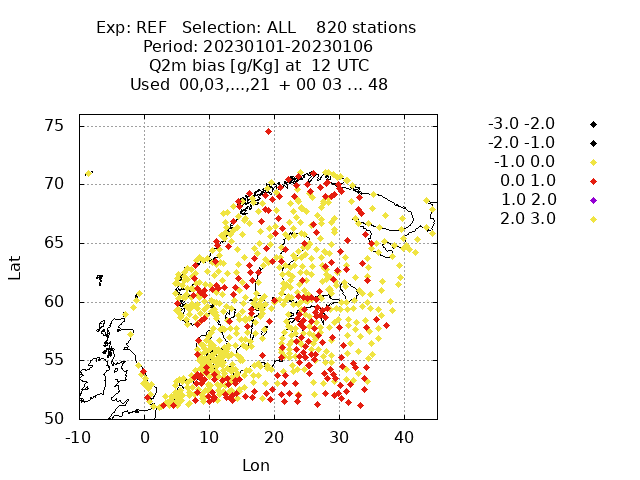 Exp: REF   Selection: ALL    820 stations
Period: 20230101-20230106
Q2m bias [g/Kg] at  12 UTC
Used  00,03,...,21  + 00 03 ... 48
75
70
65
60
55
50
-10 0 10 20 30 40
Lat
Lon
-3.0 -2.0
-2.0 -1.0
-1.0 0.0
0.0 1.0
1.0 2.0
2.0 3.0